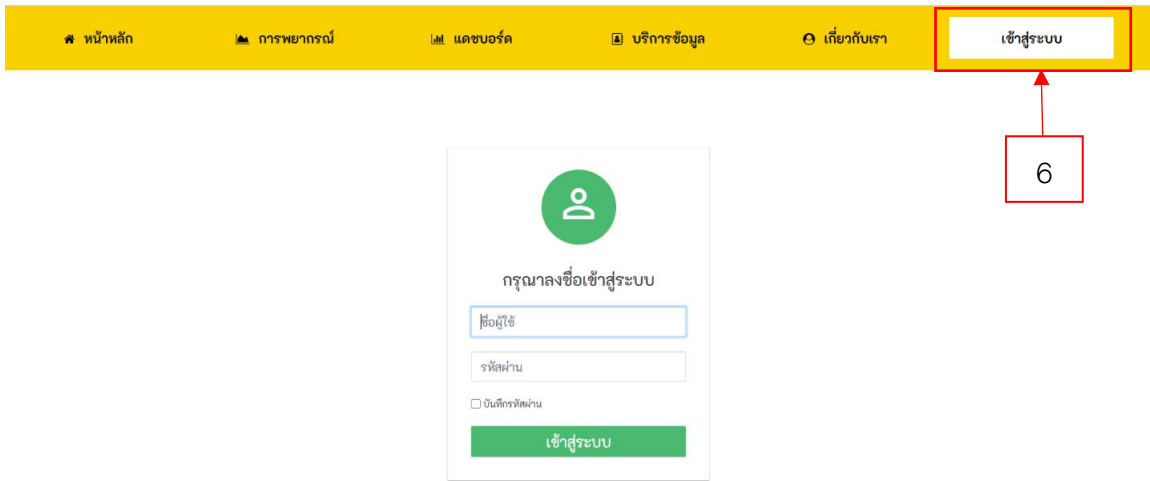 หน้าหลัก การพยากรณ์ แดชบอร์ด บริการข้อมูล เกี่ยวกับเรา เข้าสู่ระบบ
6
กรุณาลงชื่อเข้าสู่ระบบ
ชื่อผู้ใช้
รหัสผ่าน
บันทึกรหัสผ่าน
เข้าสู่ระบบ